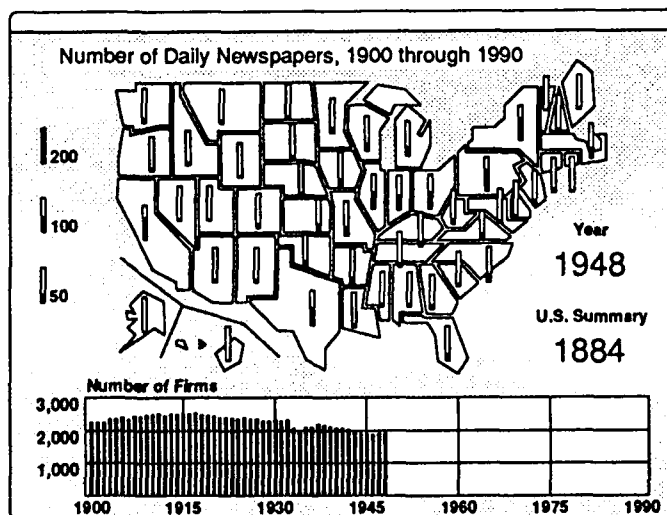 Number of Daily Newspapers, 1900 through 1990
200
100
50
Year
1948
U.S. Summary
1884
Number of Firms
3,000
2,000
1,000
1900 1915 1930 1945 1960 1975 1990